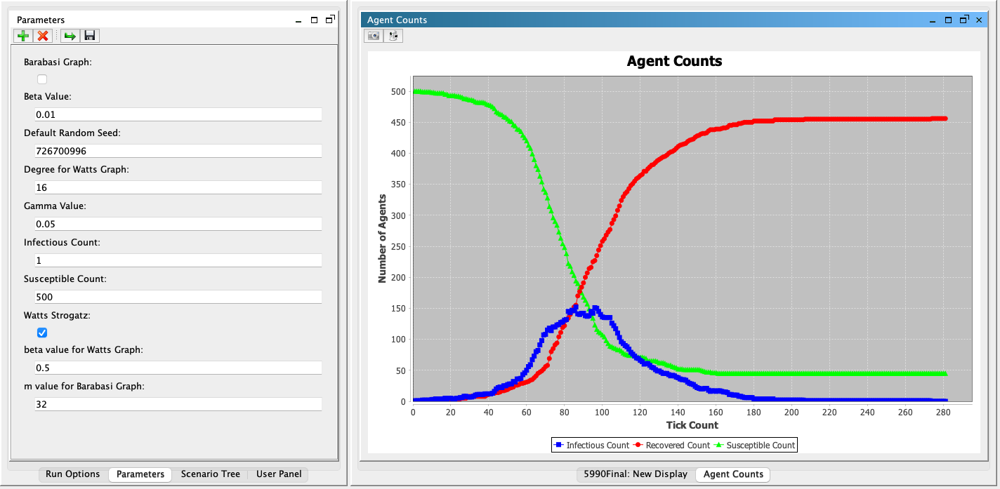 Parameters
Barabasi Graph:
Beta Value:
0.01
Default Random Seed:
726700996
Degree for Watts Graph:
16
Gamma Value:
0.05
Infectious Count:
1
Susceptible Count:
500
Watts Strogatz:
beta value for Watts Graph:
0.5
m value for Barabasi Graph:
32
Run Options Parameters Scenario Tree User Panel
Agent Counts
Agent Counts
Number of Agents
500
450
400
350
300
250
200
150
100
50
0
0 20 40 60 80 100 120 140 160 180 200 220 240 260 280
Tick Count
Infectious Count Recovered Count Susceptible Count
5990Final: New Display Agent Counts